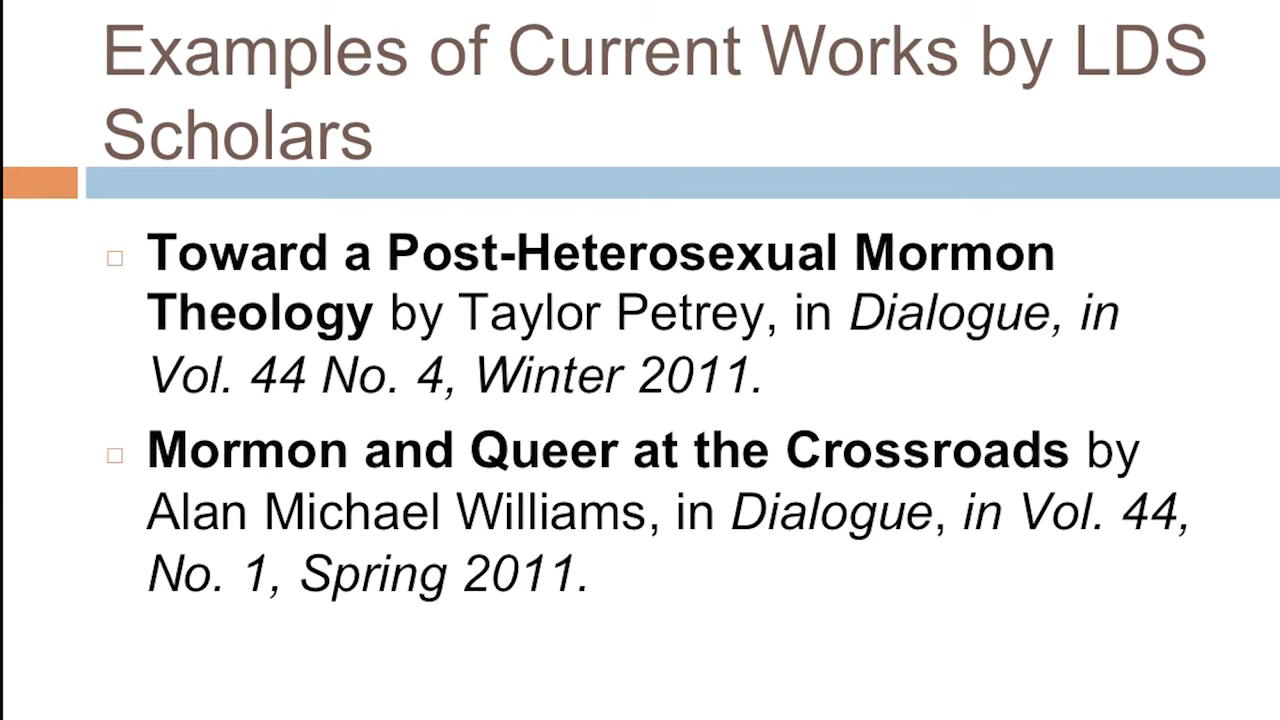 Examples of Current Works by LDS
Scholars
Toward a Post-Heterosexual Mormon
Theology by Taylor Petrey, in Dialogue, in
Vol. 44 No. 4, Winter 2011.
Mormon and Queer at the Crossroads by
Alan Michael Williams, in Dialogue, in Vol. 44,
No. 1, Spring 2011.